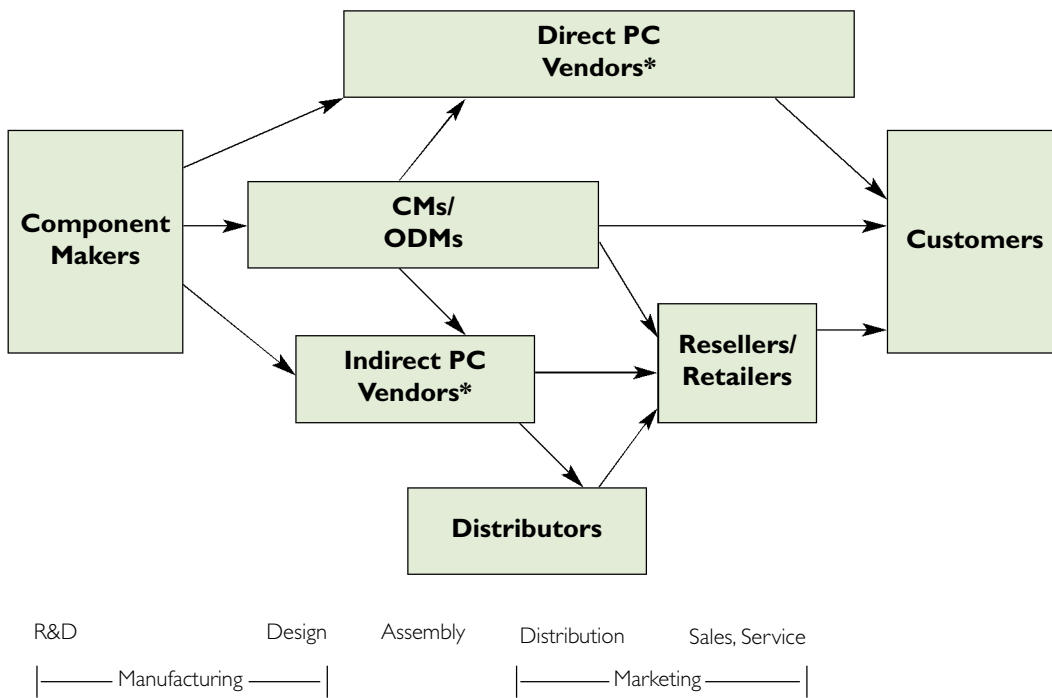 Direct PC
Vendors*
Component
Makers
CMs/
ODMs
Customers
Indirect PC
Vendors*
Resellers/
Retailers
Distributors
R&D
Design
Assembly
Distribution
Sales, Service
Manufacturing
Marketing